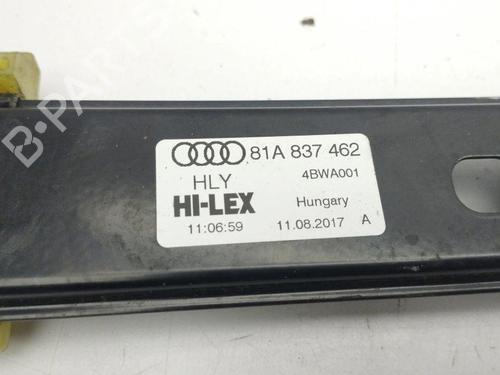 81A 837 462
HLY 4BWA001
HI-LEX Hungary
11:06:59 11.08.2017 A
B-PARTS